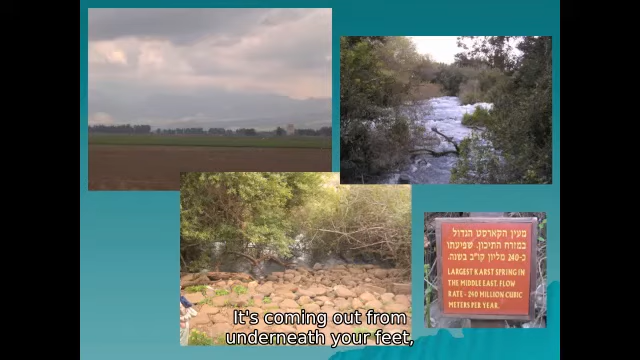 מעין הקארסט הגדול
במזרח התיכון. שפיעתו
כ-240 מליון קו"ב בשנה.
LARGEST KARST SPRING IN
THE MIDDLE EAST. FLOW
RATE - 240 MILLION CUBIC
METERS PER YEAR.
It's coming out from
underneath your feet,